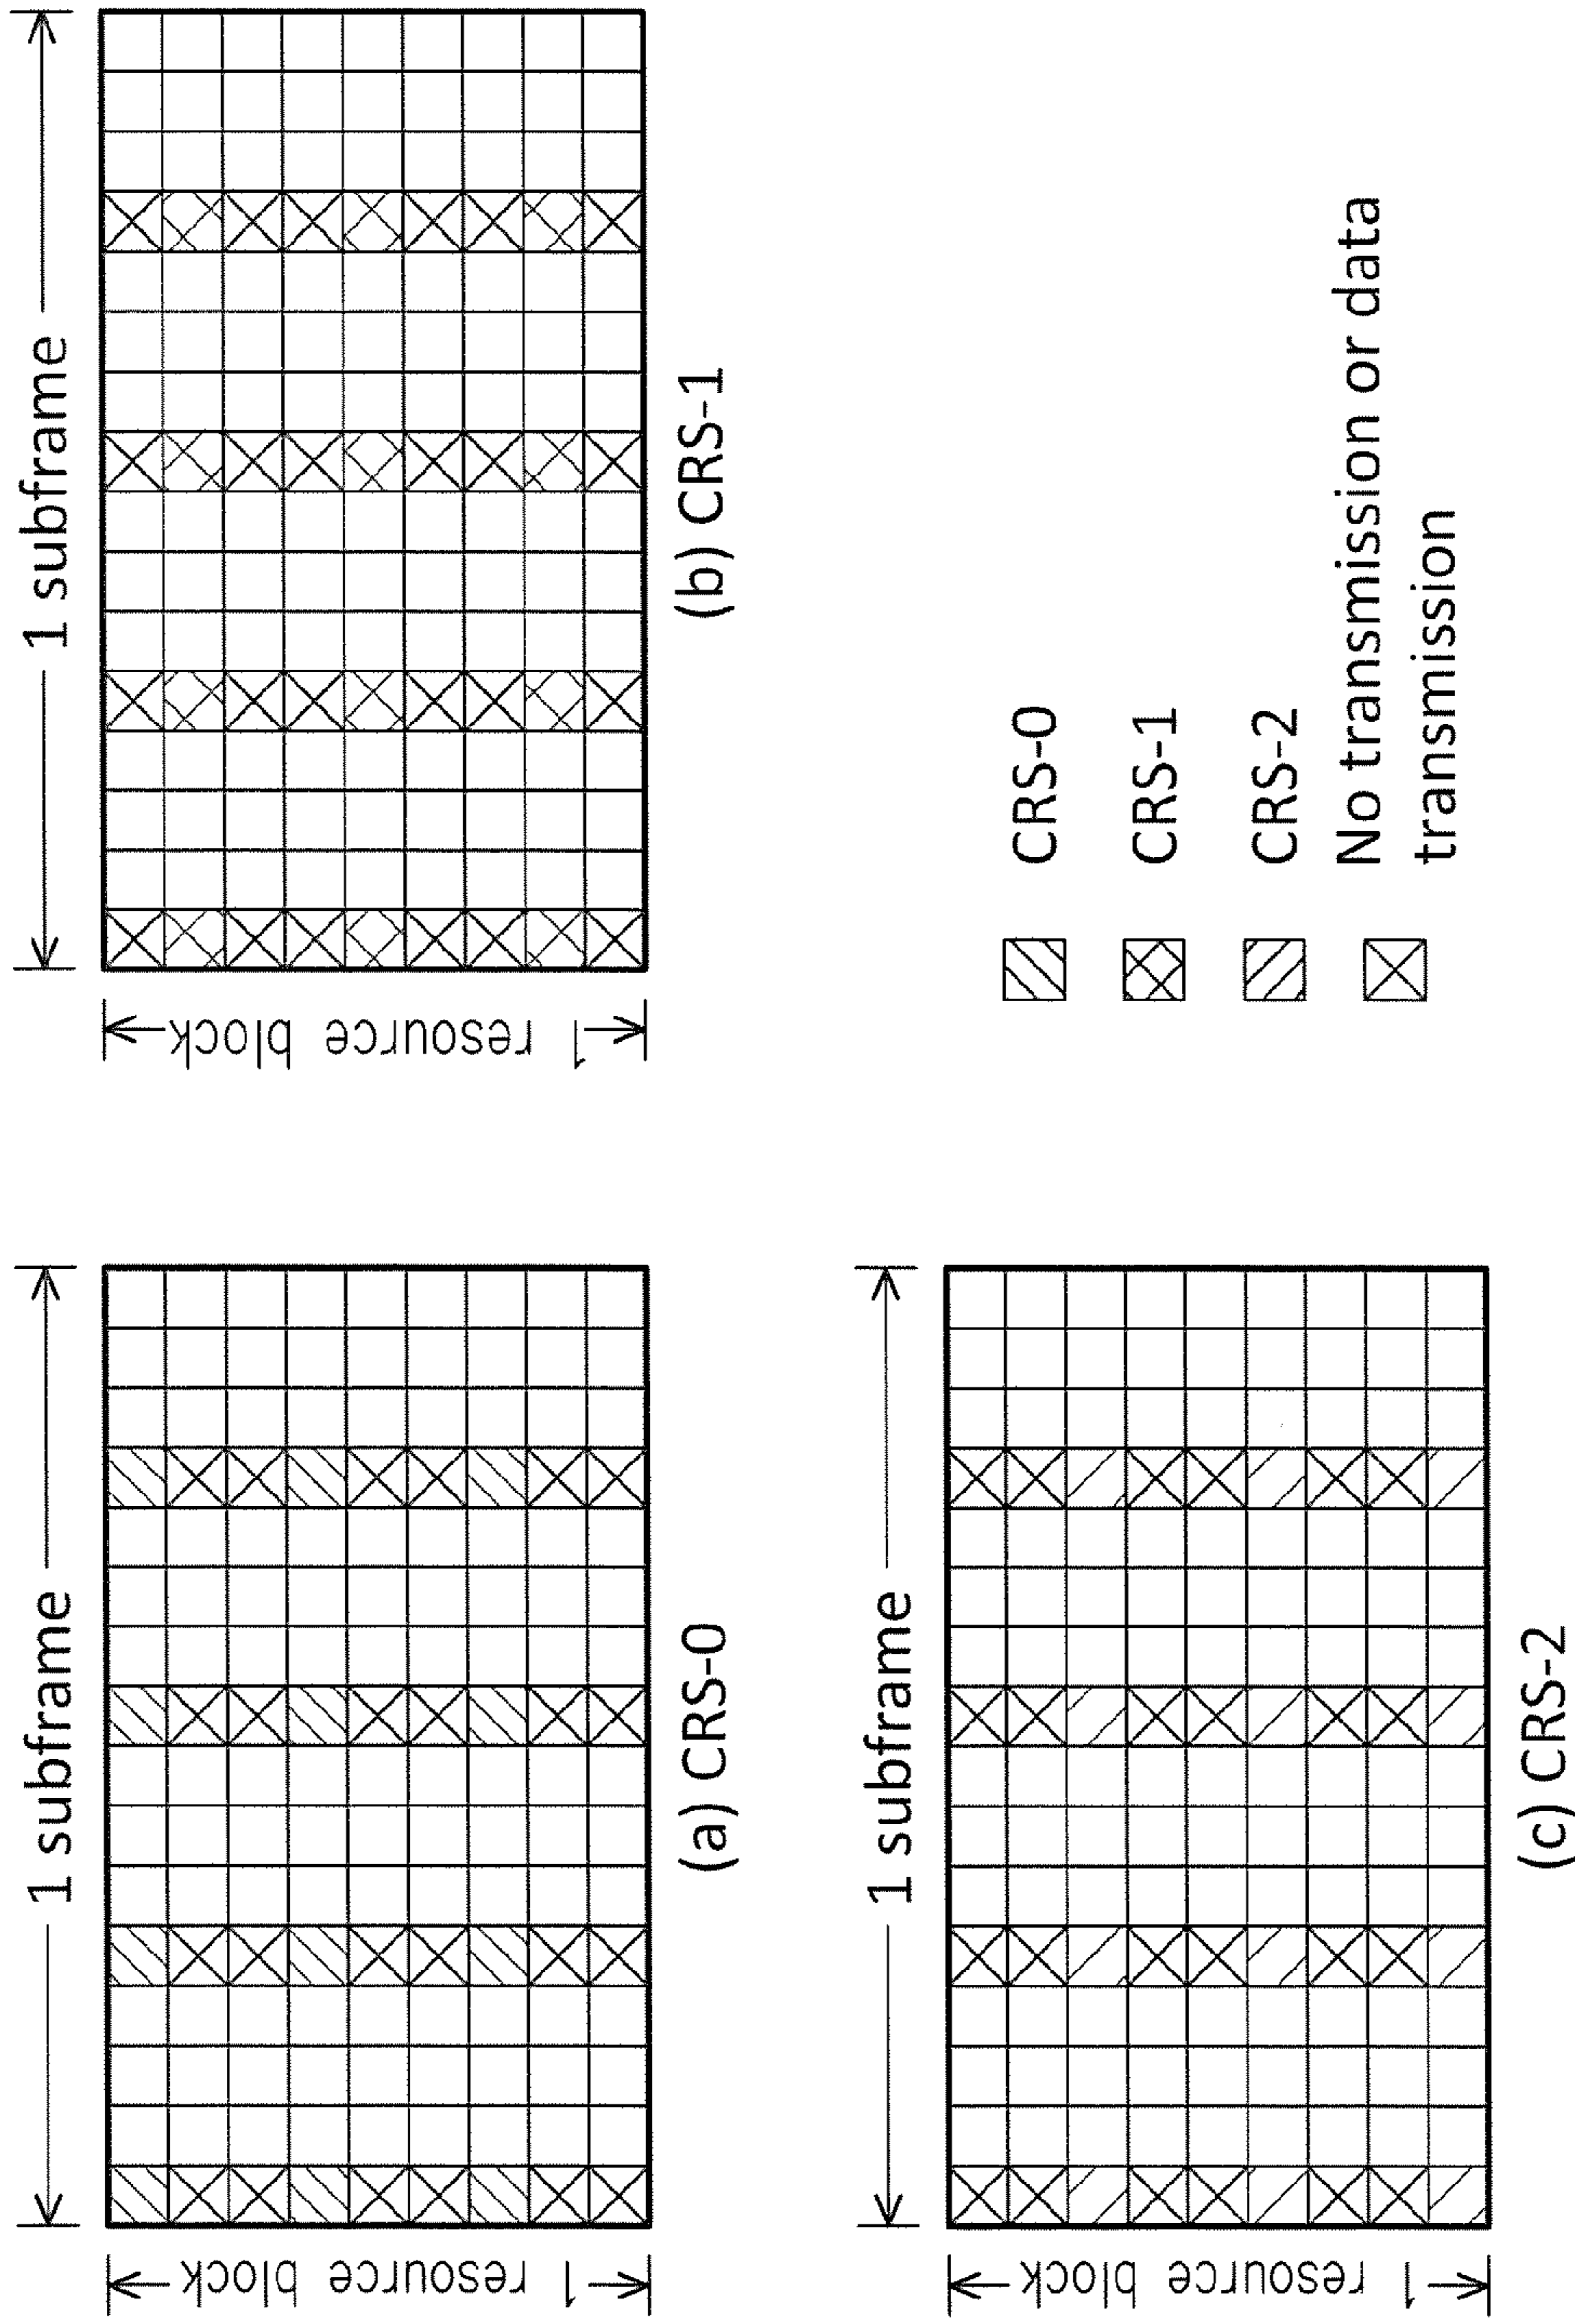 1 subframe
1 resource block
(a) CRS-0
1 subframe
1 resource block
(b) CRS-1
1 subframe
1 resource block
(c) CRS-2
CRS-0
CRS-1
CRS-2
No transmission or data
transmission